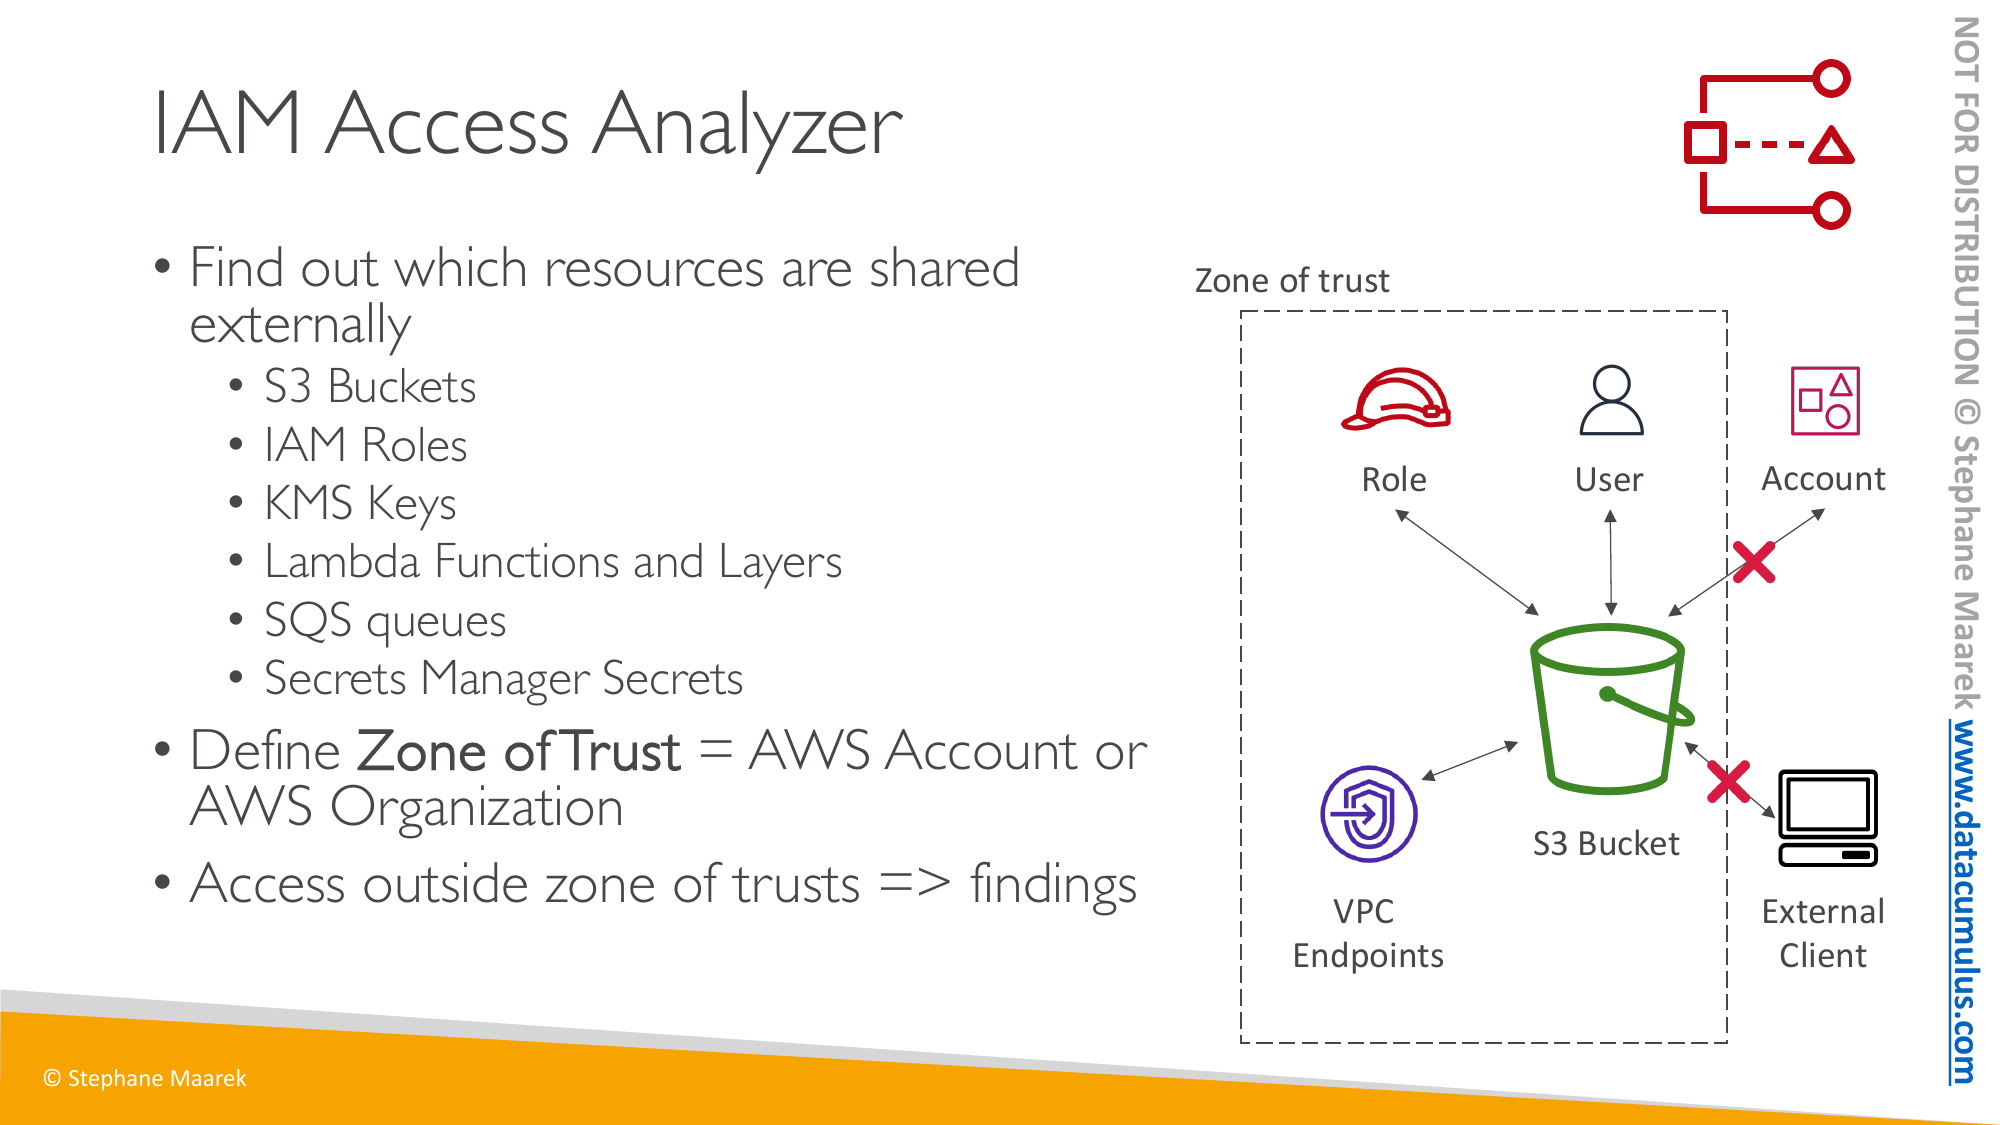 IAM Access Analyzer
• Find out which resources are shared
externally
• S3 Buckets
• IAM Roles
• KMS Keys
• Lambda Functions and Layers
• SQS queues
• Secrets Manager Secrets
• Define Zone of Trust = AWS Account or
AWS Organization
• Access outside zone of trusts => findings
Zone of trust
Role
User
Account
S3 Bucket
VPC
Endpoints
External
Client
© Stephane Maarek
NOT FOR DISTRIBUTION © Stephane Maarek www.datacumulus.com